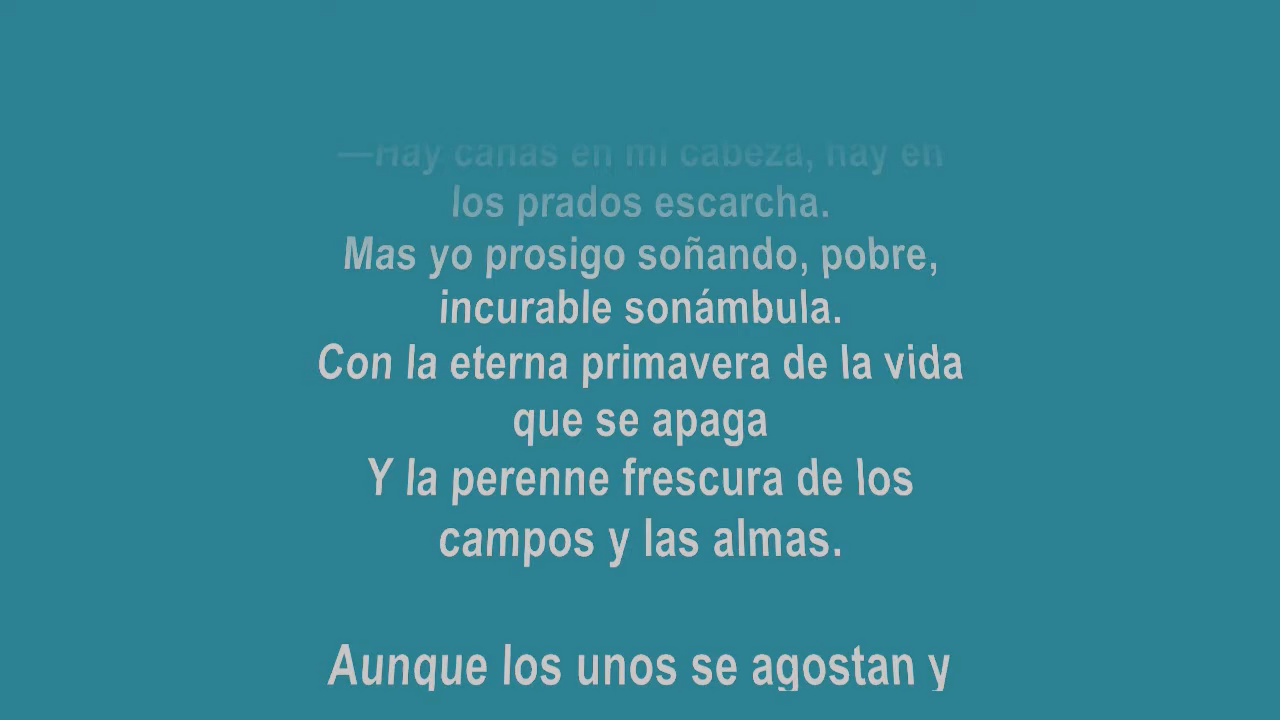 —Hay canas en mi cabeza, hay en
los prados escarcha.
Mas yo prosigo soñando, pobre,
incurable sonámbula.
Con la eterna primavera de la vida
que se apaga
Y la perenne frescura de los
campos y las almas.
Aunque los unos se agostan y